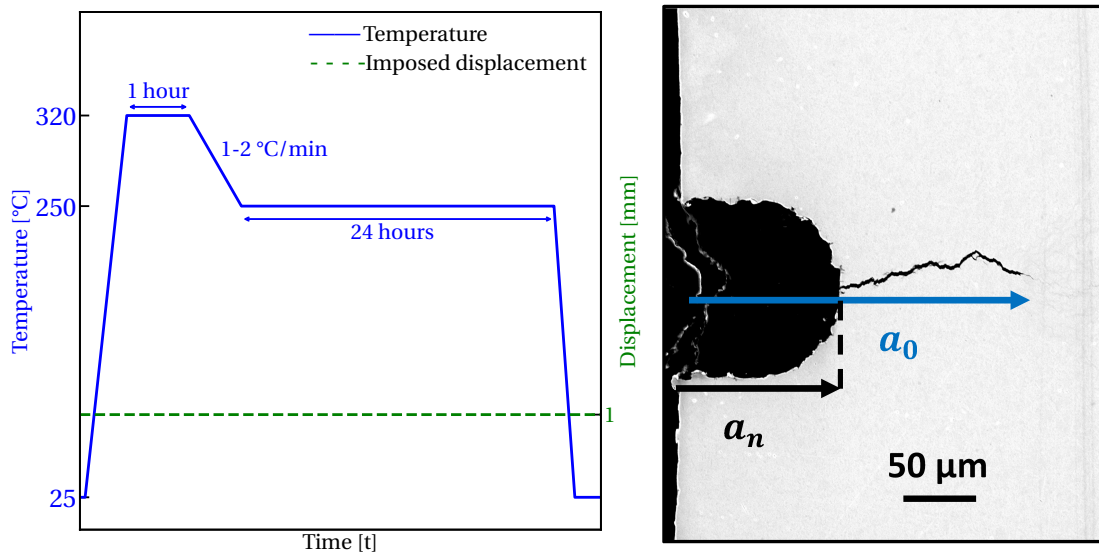 Temperature
Imposed displacement
1 hour
320
1-2 °C/min
250
24 hours
25
Temperature [°C]
Time [t]
Displacement [mm]
1
a₀
aₙ
50 µm